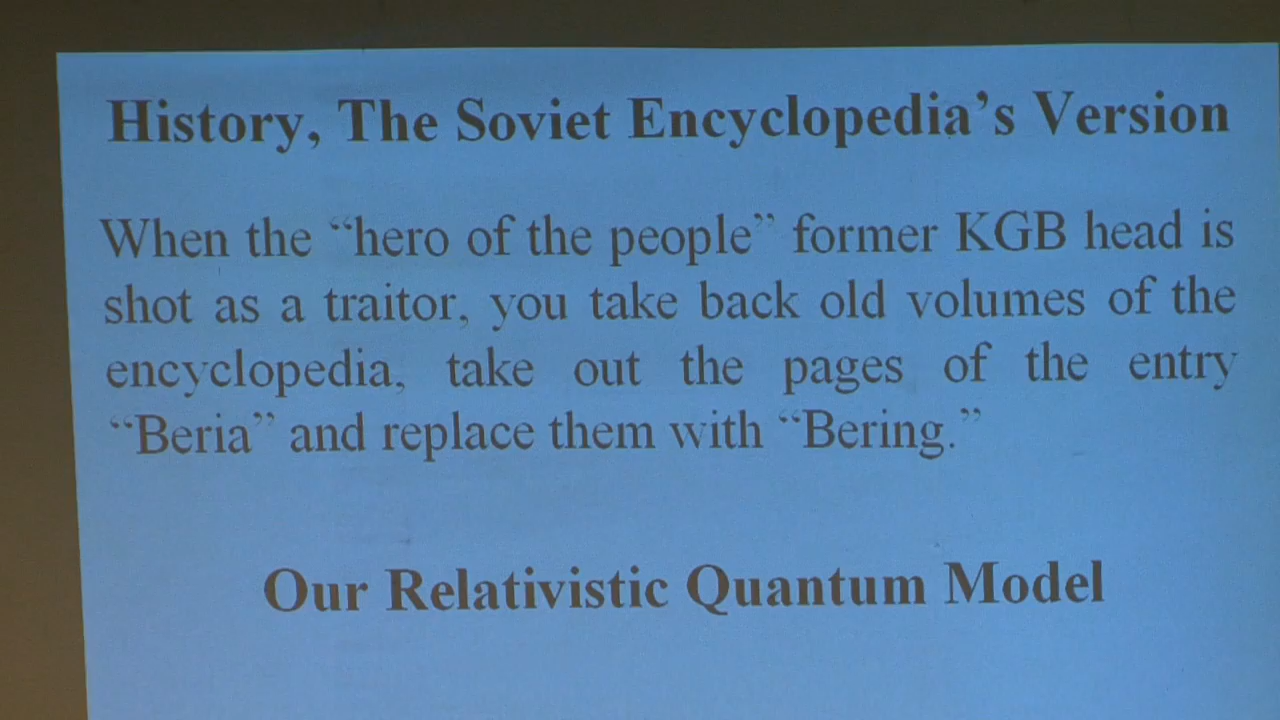 History, The Soviet Encyclopedia’s Version
When the “hero of the people” former KGB head is
shot as a traitor, you take back old volumes of the
encyclopedia, take out the pages of the entry
“Beria” and replace them with “Bering.”
Our Relativistic Quantum Model